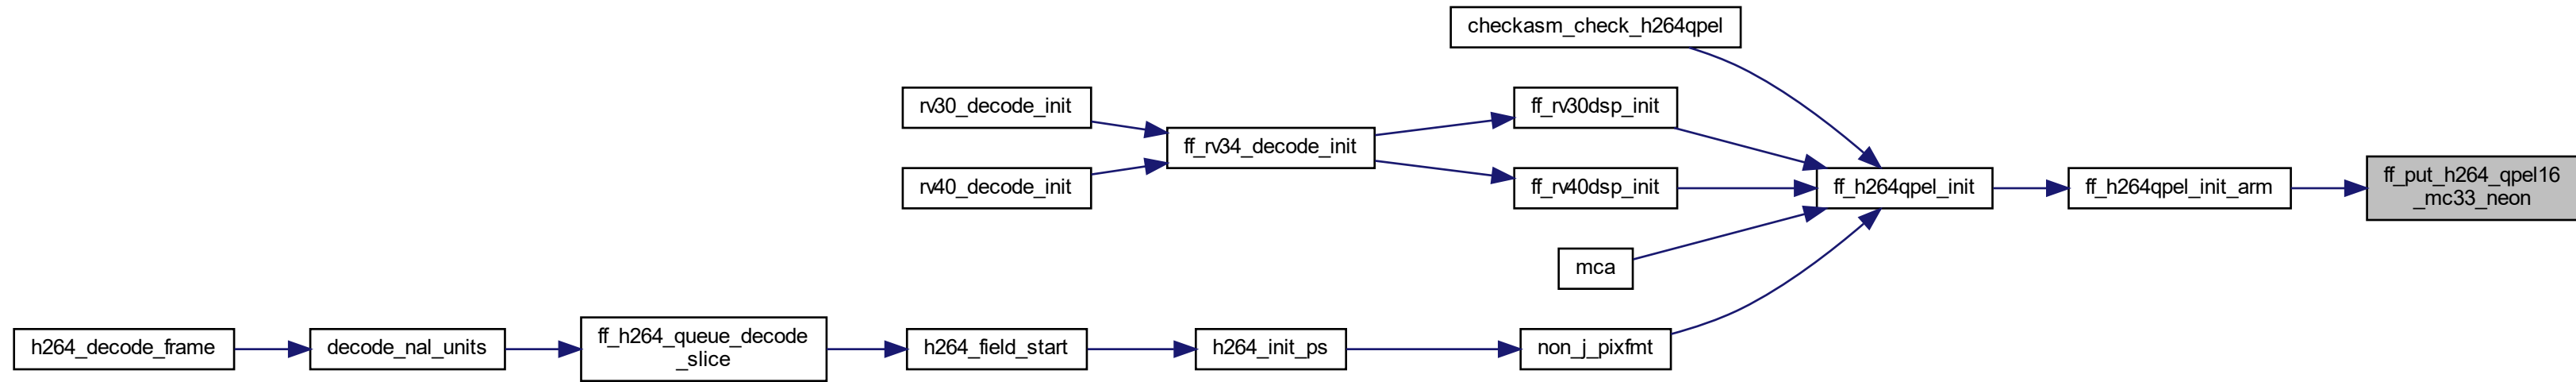 checkasm_check_h264qpel
rv30_decode_init
ff_rv30dsp_init
ff_rv34_decode_init
ff_put_h264_qpel16
_mc33_neon
rv40_decode_init
ff_rv40dsp_init
ff_h264qpel_init
ff_h264qpel_init_arm
mca
h264_decode_frame
decode_nal_units
ff_h264_queue_decode
_slice
h264_field_start
h264_init_ps
non_j_pixfmt